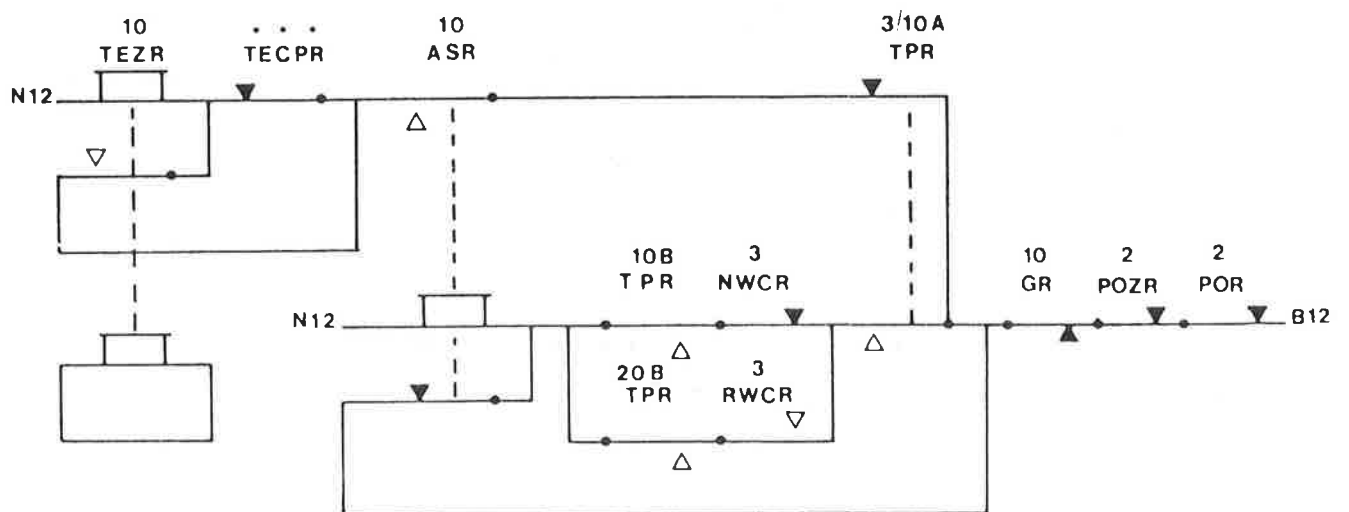 10 . . . 10 3/10A
TEZR TECPR ASR TPR
N12
10B 3 10 2 2
TPR NWCR GR POZR POR
N12 B12
20B 3
TPR RWCR